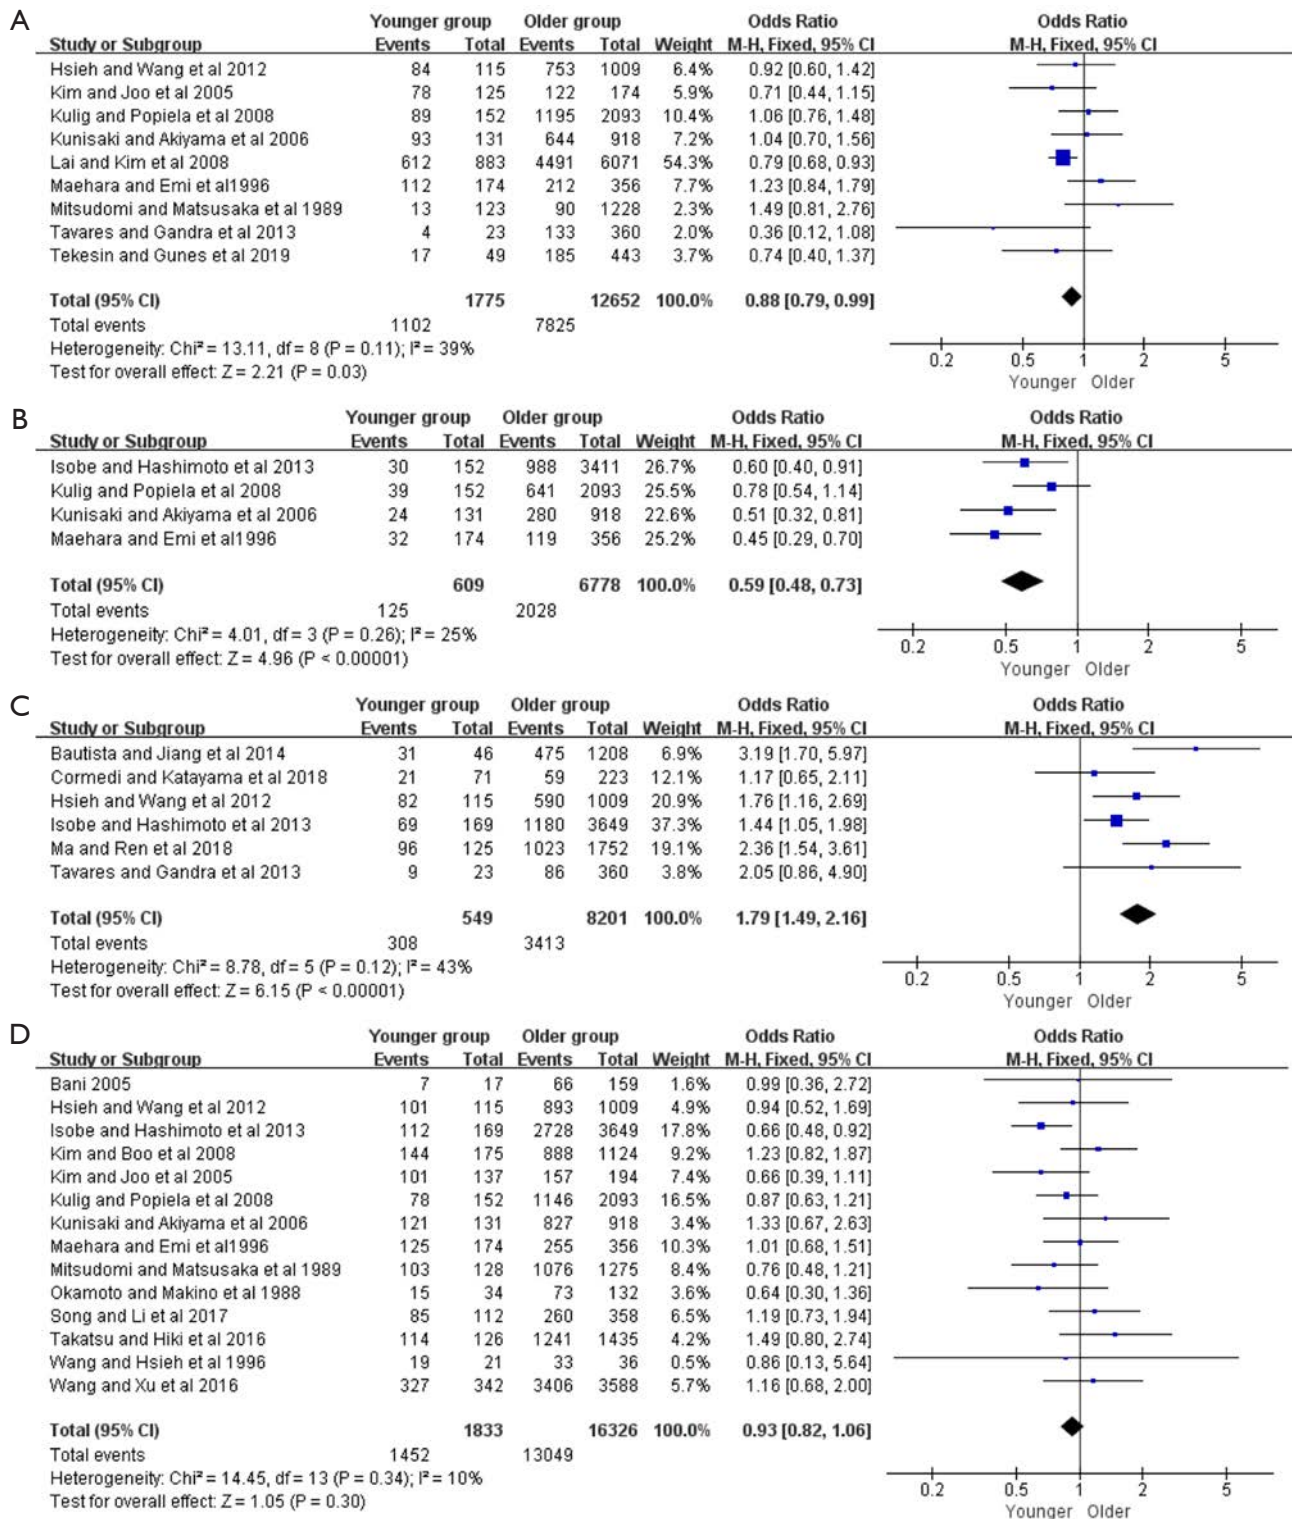 A
Younger group Older group Odds Ratio Odds Ratio
Study or Subgroup Events Total Events Total Weight M-H, Fixed, 95% CI M-H, Fixed, 95% CI
Hsieh and Wang et al 2012 84 115 753 1009 6.4% 0.92 [0.60, 1.42]
Kim and Joo et al 2005 78 125 122 174 5.9% 0.71 [0.44, 1.15]
Kulig and Popiela et al 2008 89 152 1195 2093 10.4% 1.06 [0.76, 1.48]
Kunisaki and Akiyama et al 2006 93 131 644 918 7.2% 1.04 [0.70, 1.56]
Lai and Kim et al 2008 612 883 4491 6071 54.3% 0.79 [0.68, 0.93]
Maehara and Emi et al1996 112 174 212 356 7.7% 1.23 [0.84, 1.79]
Mitsudomi and Matsusaka et al 1989 13 123 90 1228 2.3% 1.49 [0.81, 2.76]
Tavares and Gandra et al 2013 4 23 133 360 2.0% 0.36 [0.12, 1.08]
Tekesin and Gunes et al 2019 17 49 185 443 3.7% 0.74 [0.40, 1.37]
Total (95% CI) 1775 12652 100.0% 0.88 [0.79, 0.99]
Total events 1102 7825
Heterogeneity: Chi² = 13.11, df = 8 (P = 0.11); I² = 39%
Test for overall effect: Z = 2.21 (P = 0.03)
0.2 0.5 1 2 5
Younger Older
B
Younger group Older group Odds Ratio Odds Ratio
Study or Subgroup Events Total Events Total Weight M-H, Fixed, 95% CI M-H, Fixed, 95% CI
Isobe and Hashimoto et al 2013 30 152 988 3411 26.7% 0.60 [0.40, 0.91]
Kulig and Popiela et al 2008 39 152 641 2093 25.5% 0.78 [0.54, 1.14]
Kunisaki and Akiyama et al 2006 24 131 280 918 22.6% 0.51 [0.32, 0.81]
Maehara and Emi et al1996 32 174 119 356 25.2% 0.45 [0.29, 0.70]
Total (95% CI) 609 6778 100.0% 0.59 [0.48, 0.73]
Total events 125 2028
Heterogeneity: Chi² = 4.01, df = 3 (P = 0.26); I² = 25%
Test for overall effect: Z = 4.96 (P < 0.00001)
0.2 0.5 1 2 5
Younger Older
C
Younger group Older group Odds Ratio Odds Ratio
Study or Subgroup Events Total Events Total Weight M-H, Fixed, 95% CI M-H, Fixed, 95% CI
Bautista and Jiang et al 2014 31 46 475 1208 6.9% 3.19 [1.70, 5.97]
Cormedi and Katayama et al 2018 21 71 59 223 12.1% 1.17 [0.65, 2.11]
Hsieh and Wang et al 2012 82 115 590 1009 20.9% 1.76 [1.16, 2.69]
Isobe and Hashimoto et al 2013 69 169 1180 3649 37.3% 1.44 [1.05, 1.98]
Ma and Ren et al 2018 96 125 1023 1752 19.1% 2.36 [1.54, 3.61]
Tavares and Gandra et al 2013 9 23 86 360 3.8% 2.05 [0.86, 4.90]
Total (95% CI) 549 8201 100.0% 1.79 [1.49, 2.16]
Total events 308 3413
Heterogeneity: Chi² = 8.78, df = 5 (P = 0.12); I² = 43%
Test for overall effect: Z = 6.15 (P < 0.00001)
0.2 0.5 1 2 5
Younger Older
D
Younger group Older group Odds Ratio Odds Ratio
Study or Subgroup Events Total Events Total Weight M-H, Fixed, 95% CI M-H, Fixed, 95% CI
Bani 2005 7 17 66 159 1.6% 0.99 [0.36, 2.72]
Hsieh and Wang et al 2012 101 115 893 1009 4.9% 0.94 [0.52, 1.69]
Isobe and Hashimoto et al 2013 112 169 2728 3649 17.8% 0.66 [0.48, 0.92]
Kim and Boo et al 2008 144 175 888 1124 9.2% 1.23 [0.82, 1.87]
Kim and Joo et al 2005 101 137 157 194 7.4% 0.66 [0.39, 1.11]
Kulig and Popiela et al 2008 78 152 1146 2093 16.5% 0.87 [0.63, 1.21]
Kunisaki and Akiyama et al 2006 121 131 827 918 3.4% 1.33 [0.67, 2.63]
Maehara and Emi et al1996 125 174 255 356 10.3% 1.01 [0.68, 1.51]
Mitsudomi and Matsusaka et al 1989 103 128 1076 1275 8.4% 0.76 [0.48, 1.21]
Okamoto and Makino et al 1988 15 34 73 132 3.6% 0.64 [0.30, 1.36]
Song and Li et al 2017 85 112 260 358 6.5% 1.19 [0.73, 1.94]
Takatsu and Hiki et al 2016 114 126 1241 1435 4.2% 1.49 [0.80, 2.74]
Wang and Hsieh et al 1996 19 21 33 36 0.5% 0.86 [0.13, 5.64]
Wang and Xu et al 2016 327 342 3406 3588 5.7% 1.16 [0.68, 2.00]
Total (95% CI) 1833 16326 100.0% 0.93 [0.82, 1.06]
Total events 1452 13049
Heterogeneity: Chi² = 14.45, df = 13 (P = 0.34); I² = 10%
Test for overall effect: Z = 1.05 (P = 0.30)
0.2 0.5 1 2 5
Younger Older